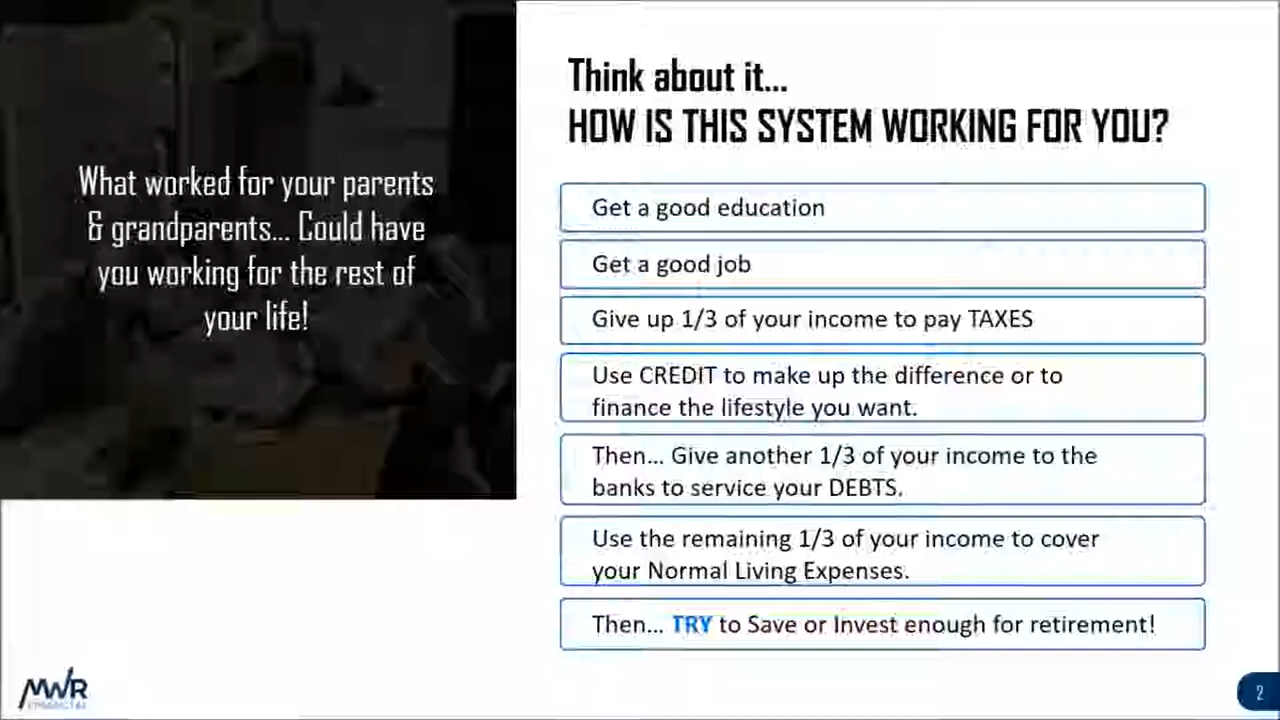 What worked for your parents
& grandparents... Could have
you working for the rest of
your life!
Think about it...
HOW IS THIS SYSTEM WORKING FOR YOU?
Get a good education
Get a good job
Give up 1/3 of your income to pay TAXES
Use CREDIT to make up the difference or to
finance the lifestyle you want.
Then... Give another 1/3 of your income to the
banks to service your DEBTS.
Use the remaining 1/3 of your income to cover
your Normal Living Expenses.
Then... TRY to Save or Invest enough for retirement!
MWR
FINANCIAL
2